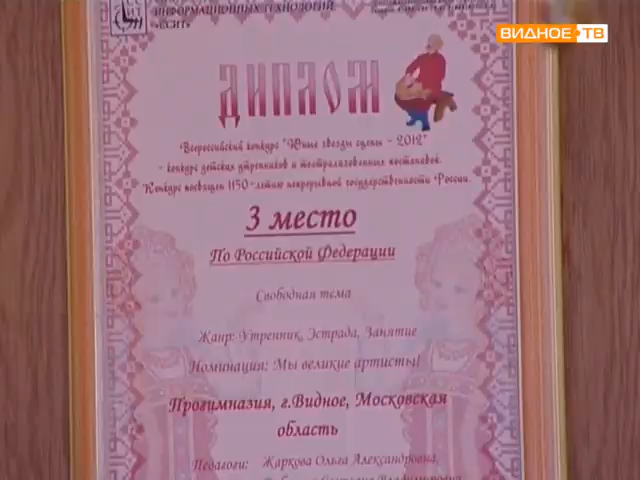 ИНФОРМАЦИОННЫХ ТЕХНОЛОГИЙ
«ЕСИТ»
ВИДНОЕ ТВ
ДИПЛОМ
Всероссийский конкурс "Юные звезды сцены - 2012"
- конкурс детских утренников и театрализованных постановок.
Конкурс посвящен 1150-летию непрерывной государственности России.
3 место
По Российской Федерации
Свободная тема
Жанр: Утренник, Эстрада, Занятие
Номинация: Мы великие артисты!
Прогимназия, г.Видное, Московская
область
Педагоги: Жаркова Ольга Александровна,